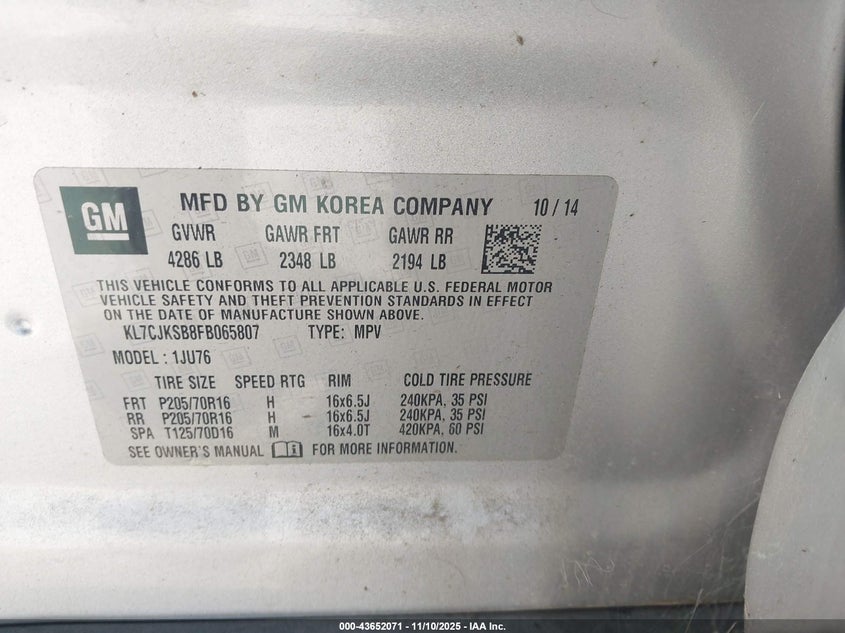 GM
MFD BY GM KOREA COMPANY 10 / 14
GVWR GAWR FRT GAWR RR
4286 LB 2348 LB 2194 LB
THIS VEHICLE CONFORMS TO ALL APPLICABLE U.S. FEDERAL MOTOR
VEHICLE SAFETY AND THEFT PREVENTION STANDARDS IN EFFECT
ON THE DATE OF MANUFACTURE SHOWN ABOVE.
KL7CJKSB8FB065807 TYPE: MPV
MODEL : 1JU76
TIRE SIZE SPEED RTG RIM COLD TIRE PRESSURE
FRT P205/70R16 H 16x6.5J 240KPA, 35 PSI
RR P205/70R16 H 16x6.5J 240KPA, 35 PSI
SPA T125/70D16 M 16x4.0T 420KPA, 60 PSI
SEE OWNER'S MANUAL FOR MORE INFORMATION.
000-43652071 - 11/10/2025 - IAA Inc.